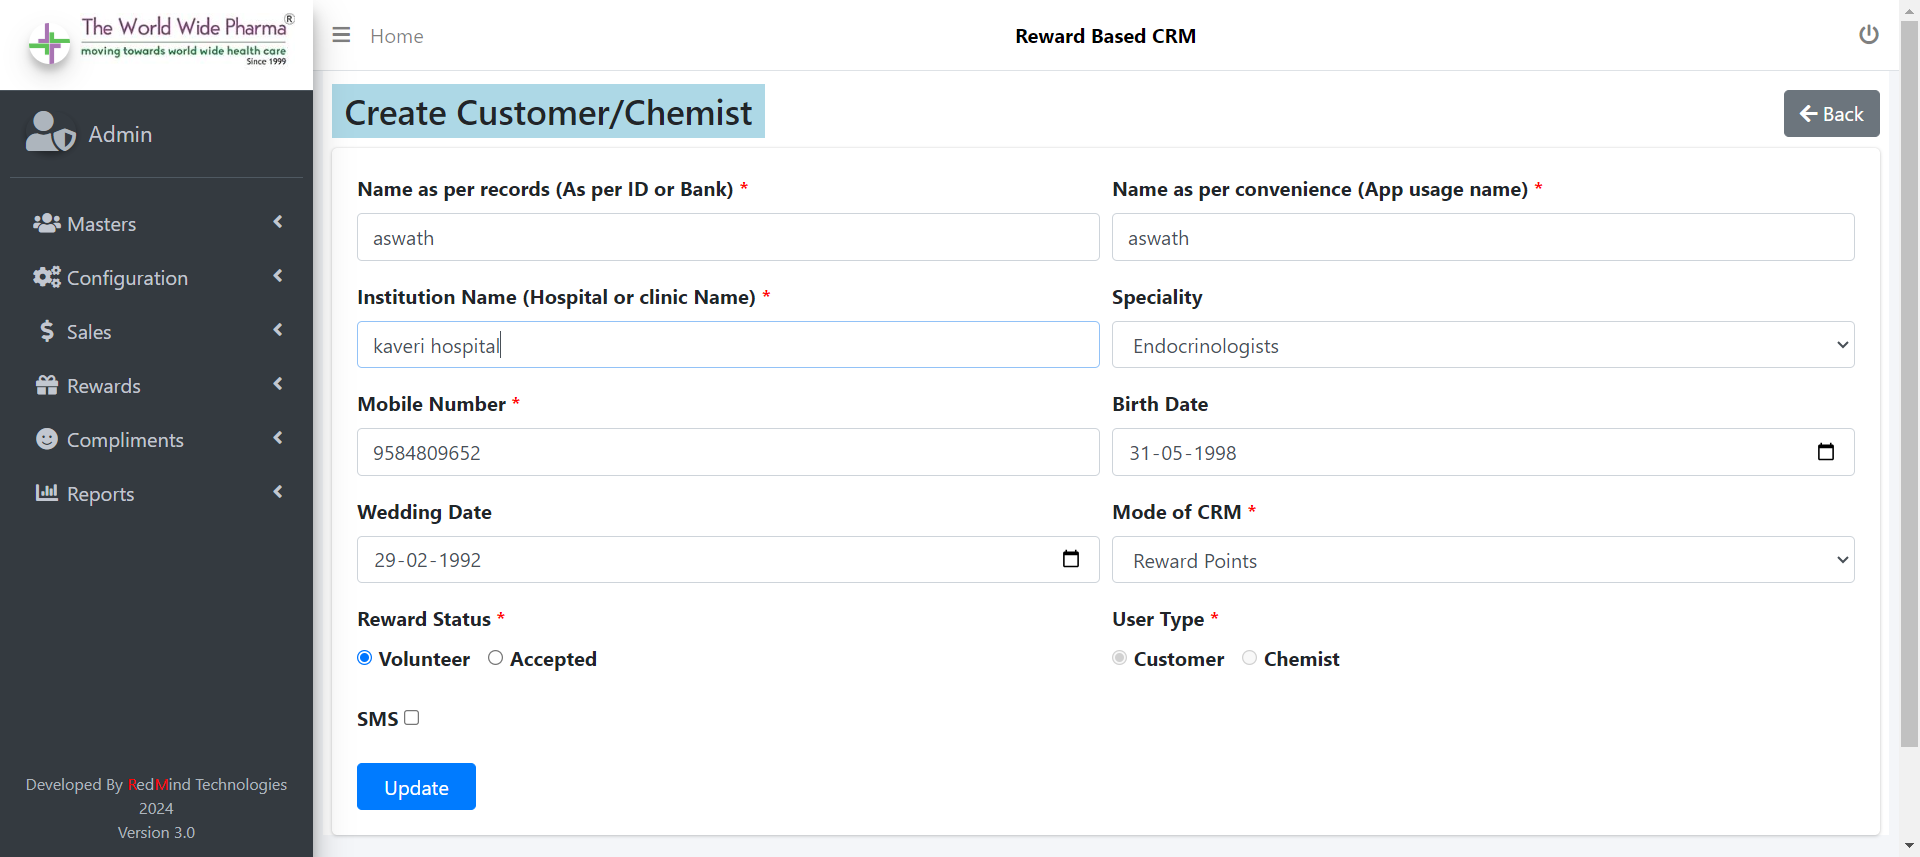 The World Wide Pharma®
moving towards world wide health care
Since 1999
Home
Reward Based CRM
Admin
Masters
Configuration
Sales
Rewards
Compliments
Reports
Developed By RedMind Technologies
2024
Version 3.0
Create Customer/Chemist
Back
Name as per records (As per ID or Bank) *
aswath
Name as per convenience (App usage name) *
aswath
Institution Name (Hospital or clinic Name) *
kaveri hospital
Speciality
Endocrinologists
Mobile Number *
9584809652
Birth Date
31-05-1998
Wedding Date
29-02-1992
Mode of CRM *
Reward Points
Reward Status *
Volunteer Accepted
User Type *
Customer Chemist
SMS
Update